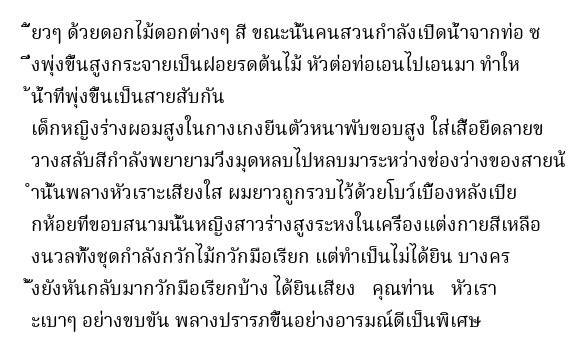 ี่ยวๆ ด้วยดอกไม้ดอกต่างๆ สี ขณะนั้นคนสวนกำลังเปิดน้ำจากท่อ ซ
ึ่งพุ่งขึ้นสูงกระจายเป็นฝอยรดต้นไม้ หัวต่อท่อเอนไปเอนมา ทำให
้น้ำที่พุ่งขึ้นเป็นสายสับกัน
เด็กหญิงร่างผอมสูงในกางเกงยีนตัวหนาพับขอบสูง ใส่เสื้อยืดลายข
วางสลับสีกำลังพยายามวิ่งมุดหลบไปหลบมาระหว่างช่องว่างของสายน้
ำนั้นพลางหัวเราะเสียงใส ผมยาวถูกรวบไว้ด้วยโบว์เบื้องหลังเปีย
กห้อยที่ขอบสนามนั้นหญิงสาวร่างสูงระหงในเครื่องแต่งกายสีเหลือ
งนวลทั้งชุดกำลังกวักไม้กวักมือเรียก แต่ทำเป็นไม่ได้ยิน บางคร
ั้งยังหันกลับมากวักมือเรียกบ้าง ได้ยินเสียง คุณท่าน หัวเรา
ะเบาๆ อย่างขบขัน พลางปรารภขึ้นอย่างอารมณ์ดีเป็นพิเศษ